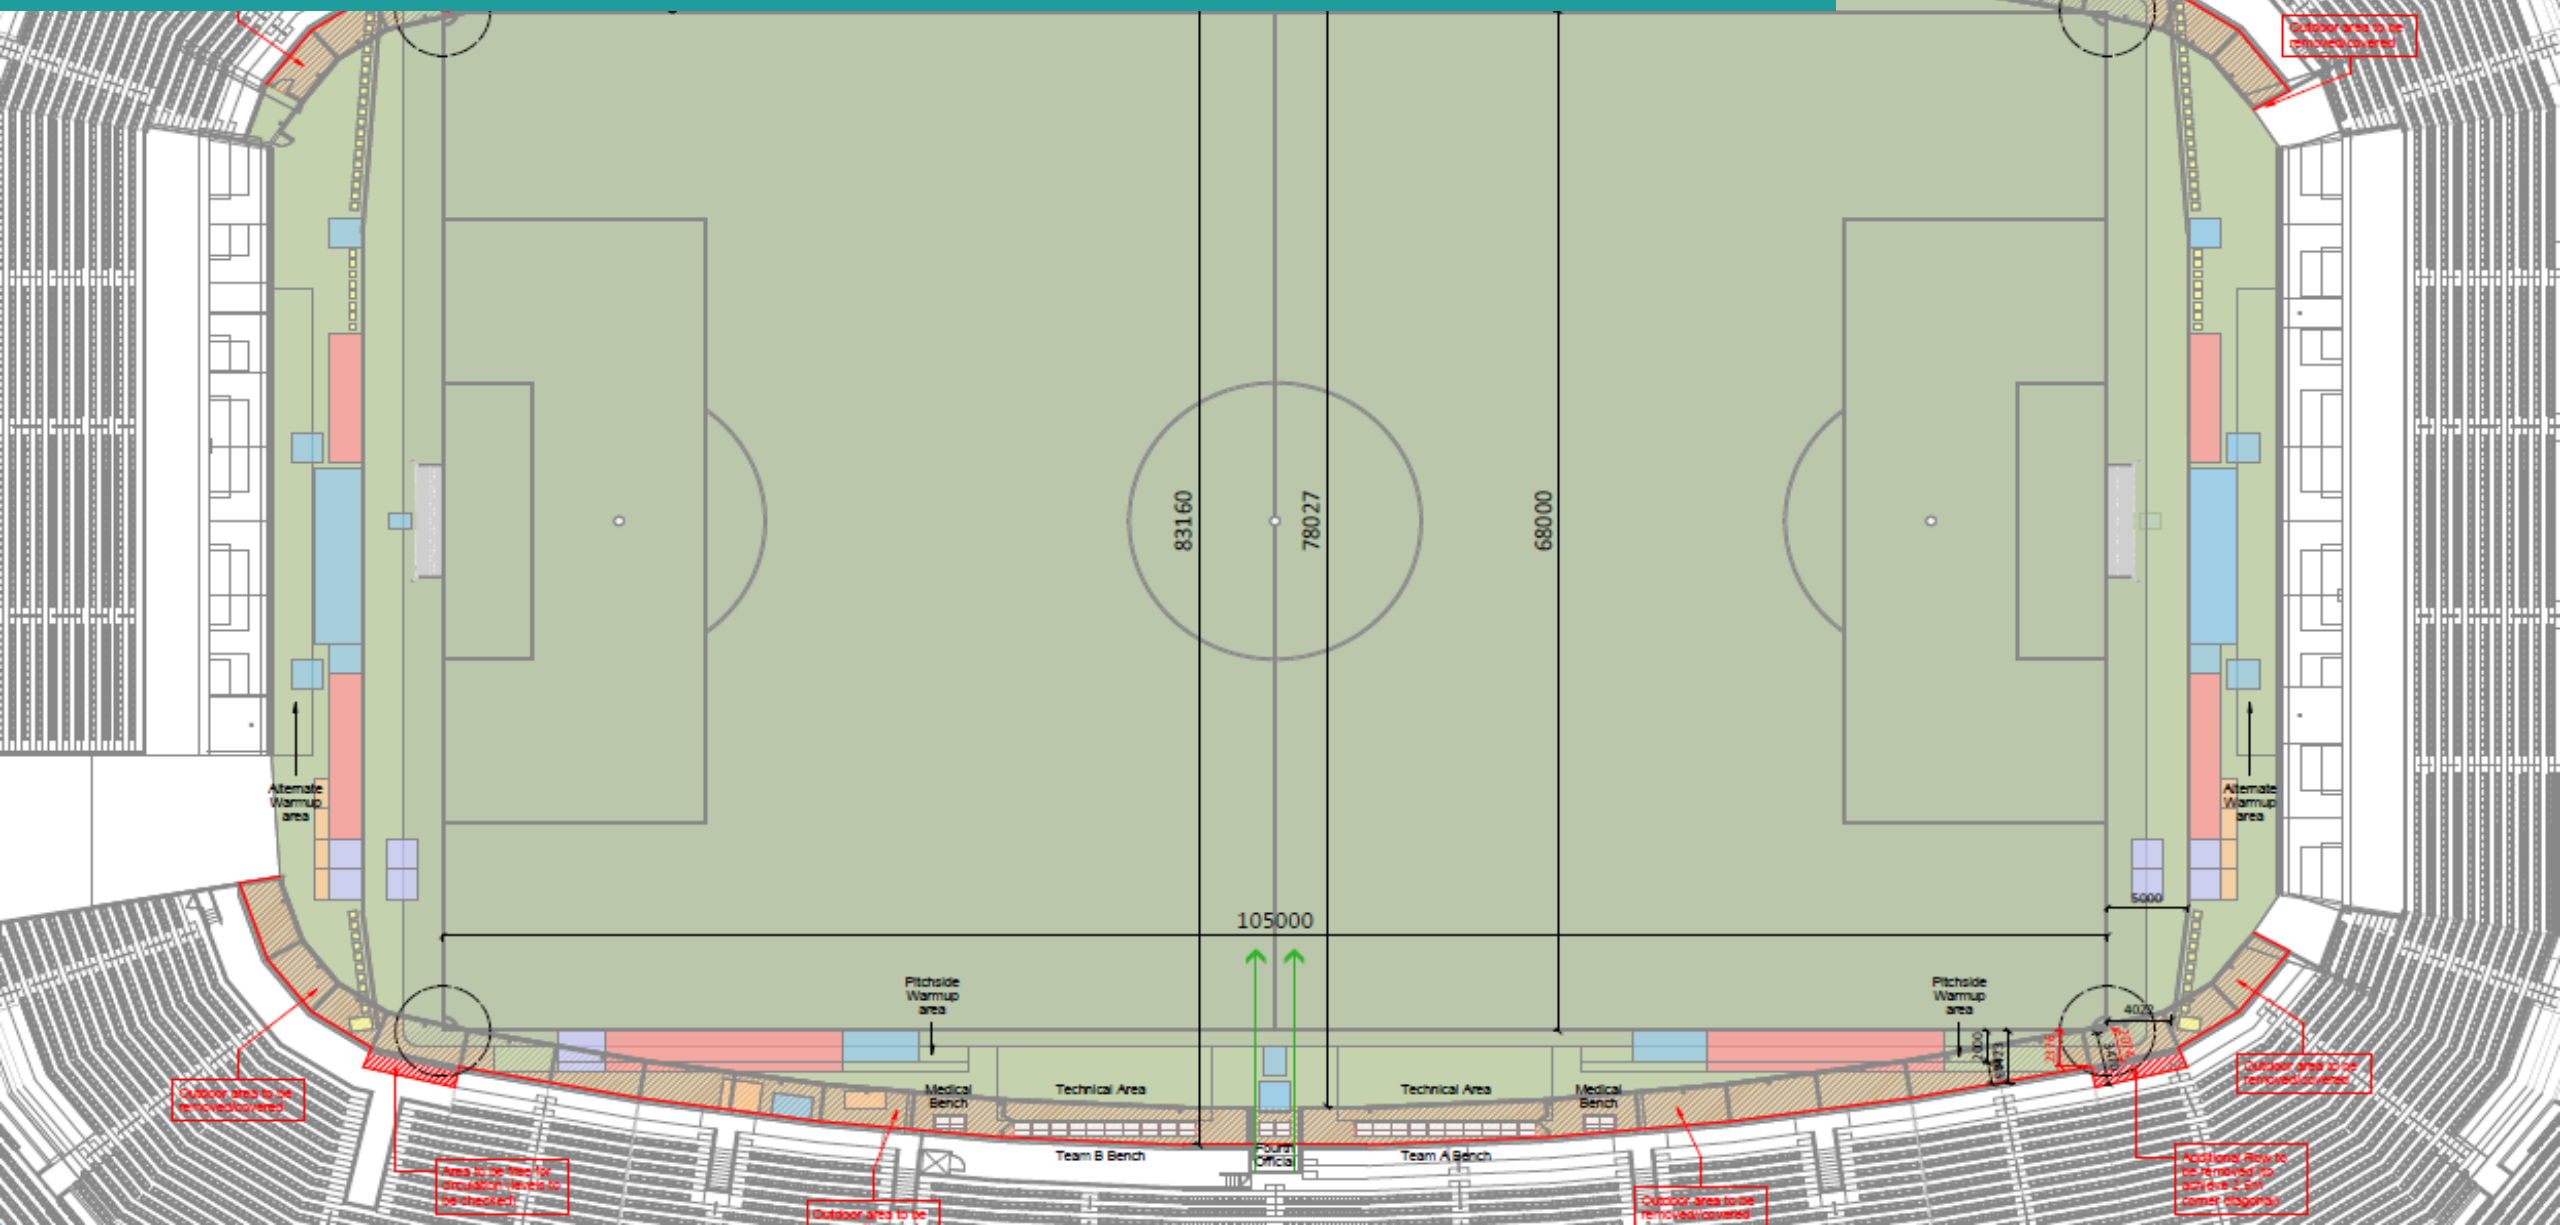 Outdoor area to be
removed/covered
83160
78027
68000
Alternate
Warmup
area
Alternate
Warmup
area
5000
105000
Pitchside
Warmup
area
Pitchside
Warmup
area
4022
2000
2376
Medical
Bench
Technical Area
Technical Area
Medical
Bench
Outdoor area to be
removed/covered
Outdoor area to be
removed/covered
Team B Bench
Fourth
Official
Team A Bench
Area to be free for
circulation (levels to
be checked)
Additional Row to
be removed (to
achieve 2.5m
corner diagonal)
Outdoor area to be
Outdoor area to be
removed/covered